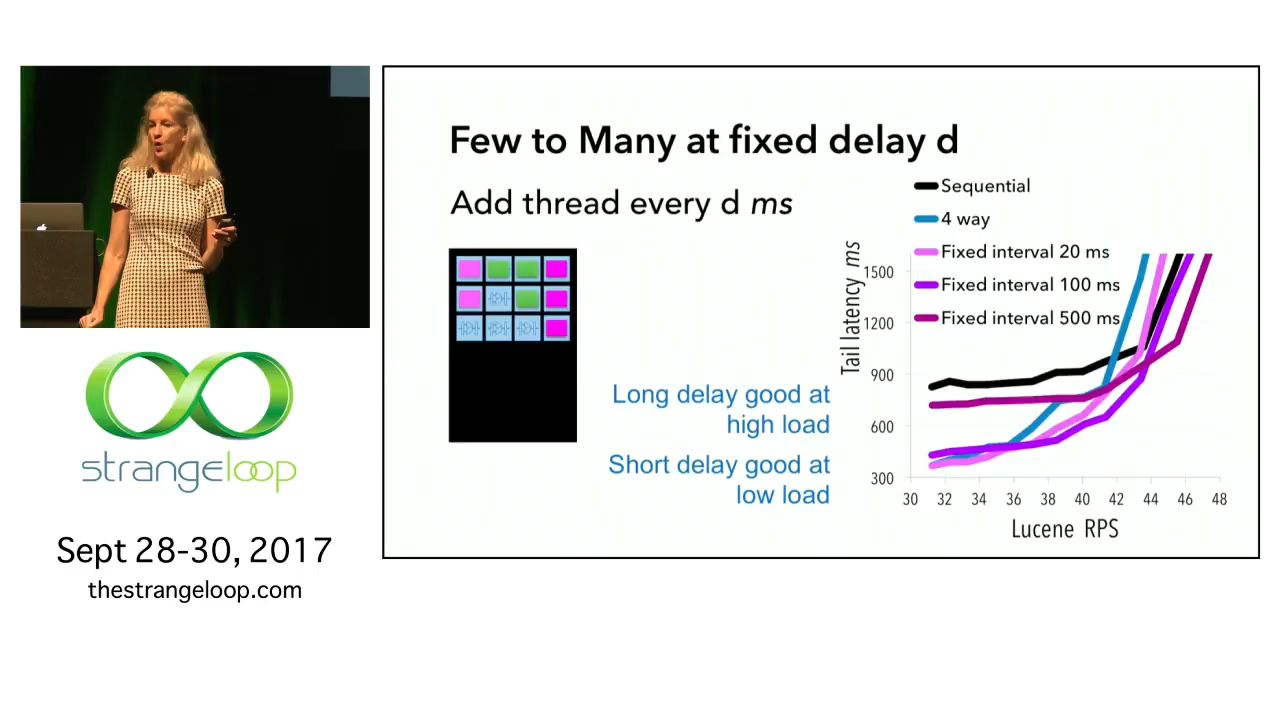 Few to Many at fixed delay d
Add thread every d ms
Sequential
4 way
Fixed interval 20 ms
Fixed interval 100 ms
Fixed interval 500 ms
Tail latency ms
1500
1200
900
600
300
30 32 34 36 38 40 42 44 46 48
Lucene RPS
Long delay good at
high load
Short delay good at
low load
strangeloop
Sept 28-30, 2017
thestrangeloop.com